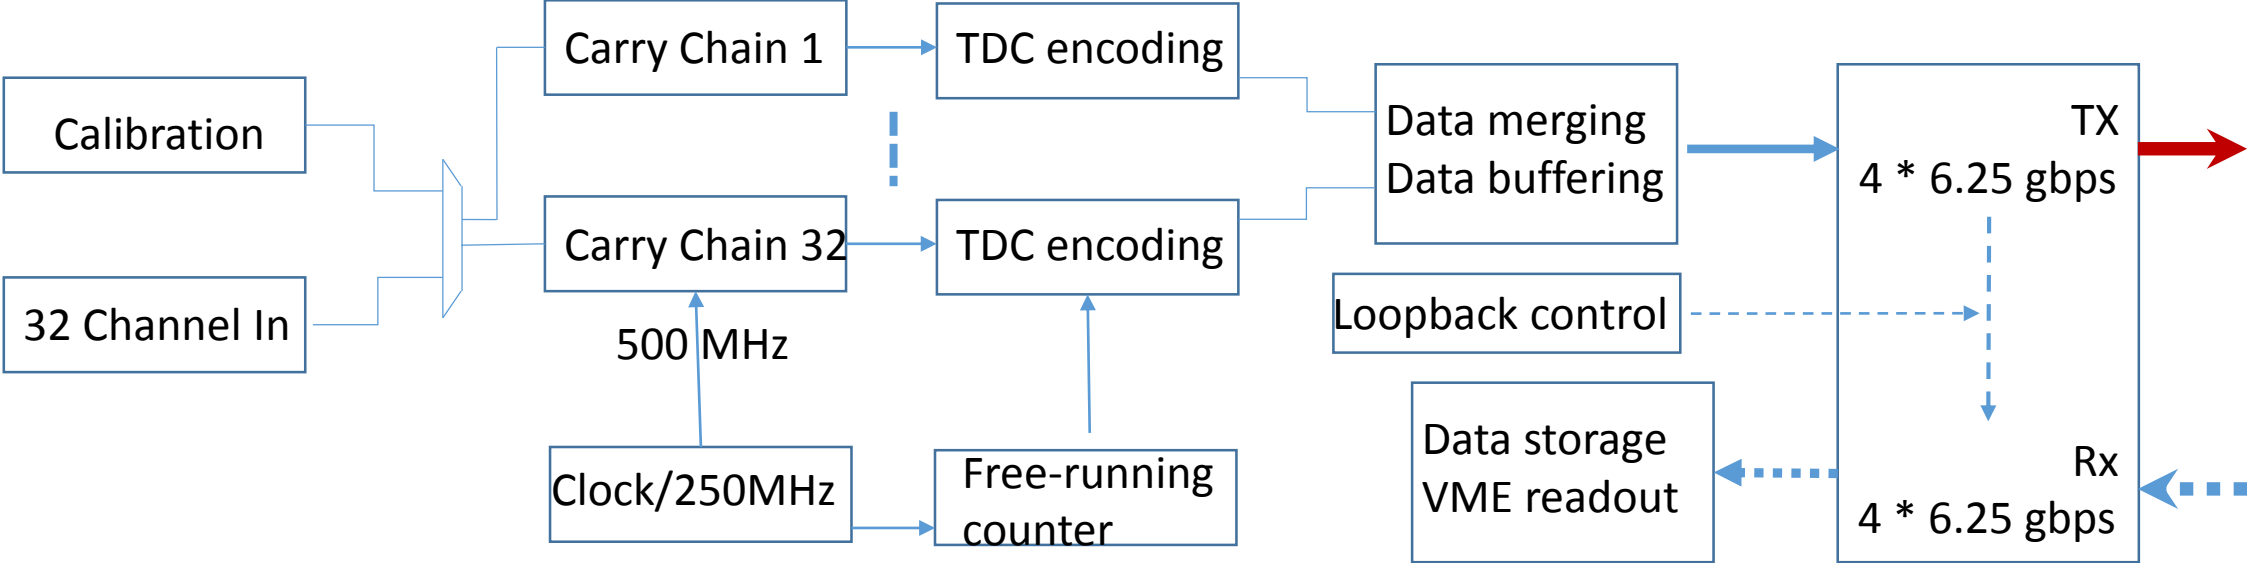 Carry Chain 1
TDC encoding
Calibration
Data merging
Data buffering
TX
4 * 6.25 gbps
Carry Chain 32
TDC encoding
32 Channel In
500 MHz
Loopback control
Clock/250MHz
Free-running
counter
Data storage
VME readout
Rx
4 * 6.25 gbps